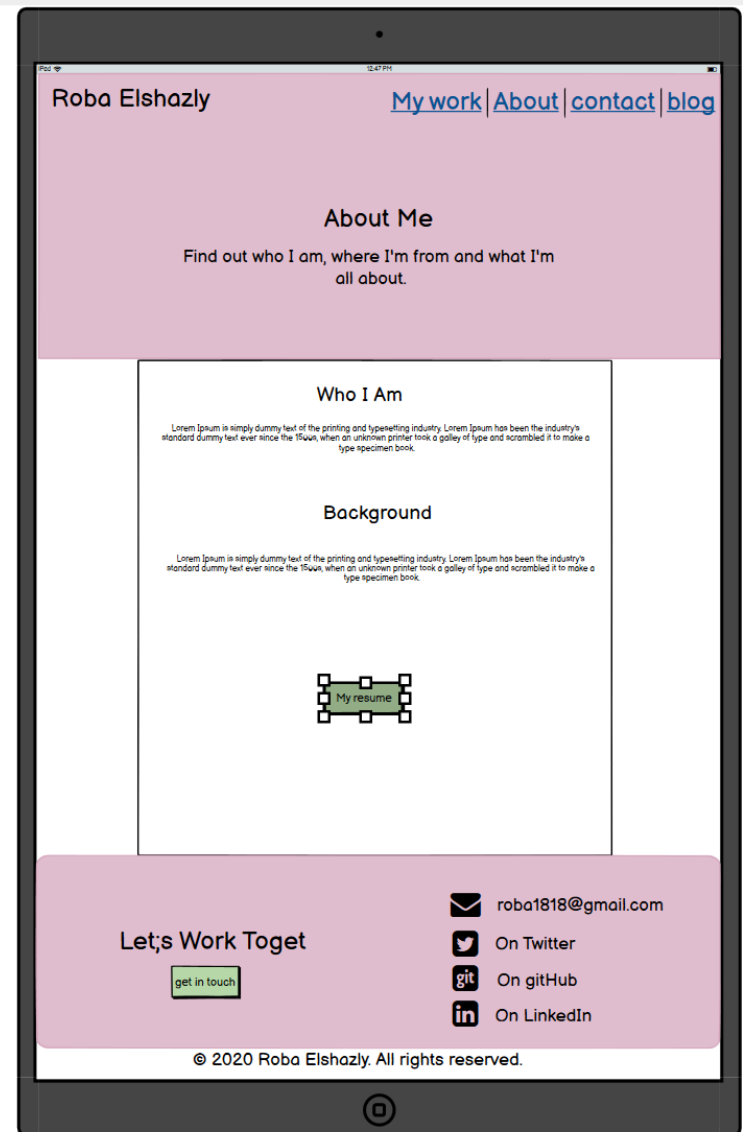 iPad 12:47 PM
Roba Elshazly
My work About contact blog
About Me
Find out who I am, where I'm from and what I'm
all about.
Who I Am
Lorem Ipsum is simply dummy text of the printing and typesetting industry. Lorem Ipsum has been the industry's
standard dummy text ever since the 1500s, when an unknown printer took a galley of type and scrambled it to make a
type specimen book.
Background
Lorem Ipsum is simply dummy text of the printing and typesetting industry. Lorem Ipsum has been the industry's
standard dummy text ever since the 1500s, when an unknown printer took a galley of type and scrambled it to make a
type specimen book.
My resume
roba1818@gmail.com
Let;s Work Toget
On Twitter
get in touch
git On gitHub
in On LinkedIn
© 2020 Roba Elshazly. All rights reserved.